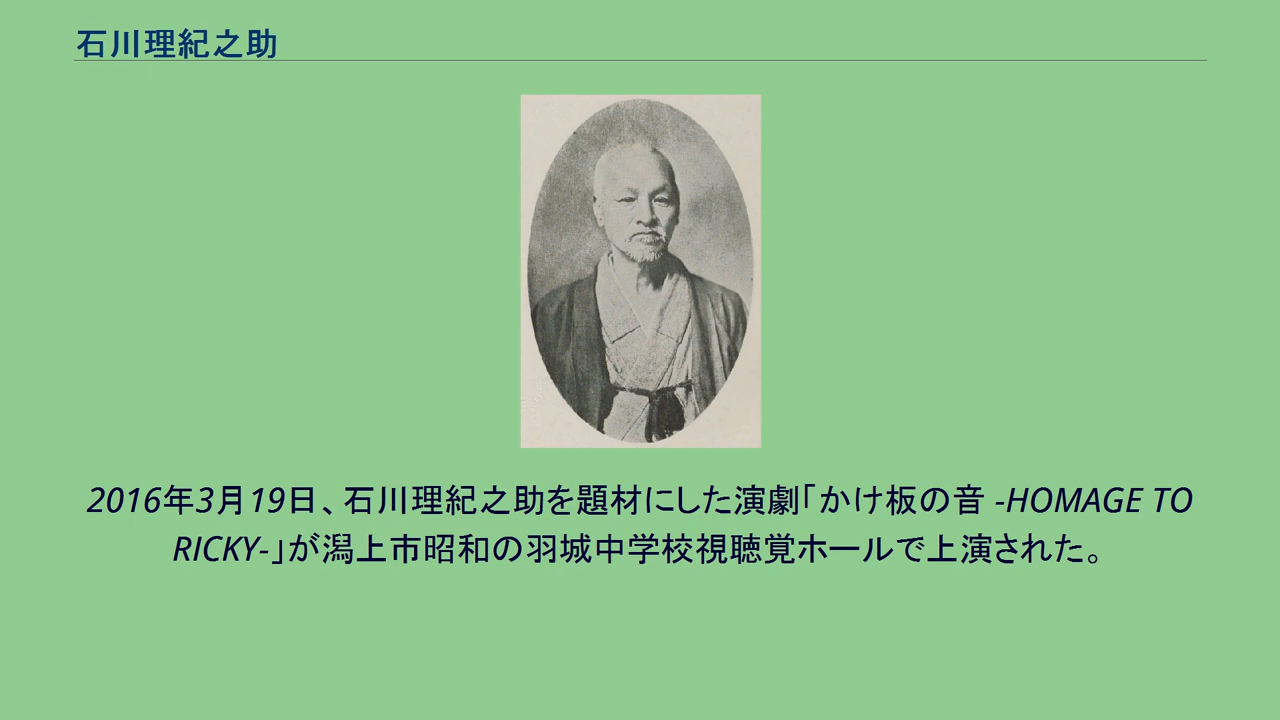 石川理紀之助
2016年3月19日、石川理紀之助を題材にした演劇「かけ板の音 -HOMAGE TO
RICKY-」が潟上市昭和の羽城中学校視聴覚ホールで上演された。